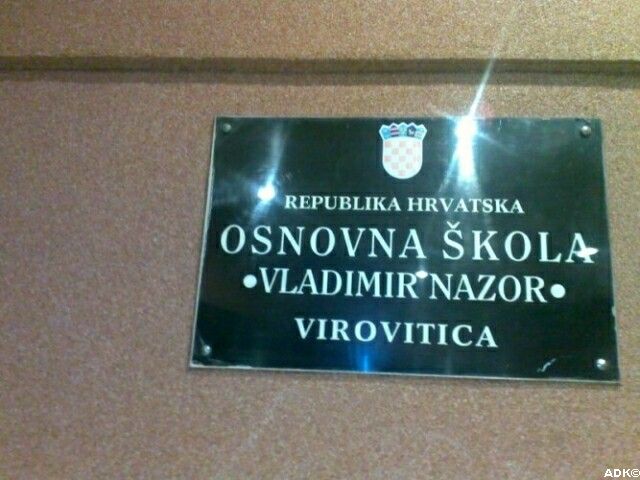 REPUBLIKA HRVATSKA
OSNOVNA ŠKOLA
•VLADIMIR NAZOR•
VIROVITICA
ADK©